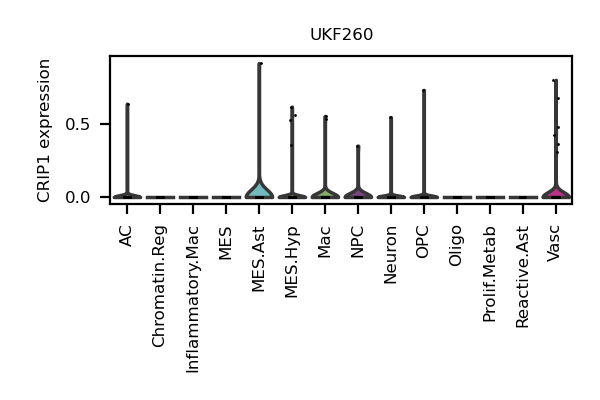 UKF260
CRIP1 expression
0.5
0.0
AC
Chromatin.Reg
Inflammatory.Mac
MES
MES.Ast
MES.Hyp
Mac
NPC
Neuron
OPC
Oligo
Prolif.Metab
Reactive.Ast
Vasc